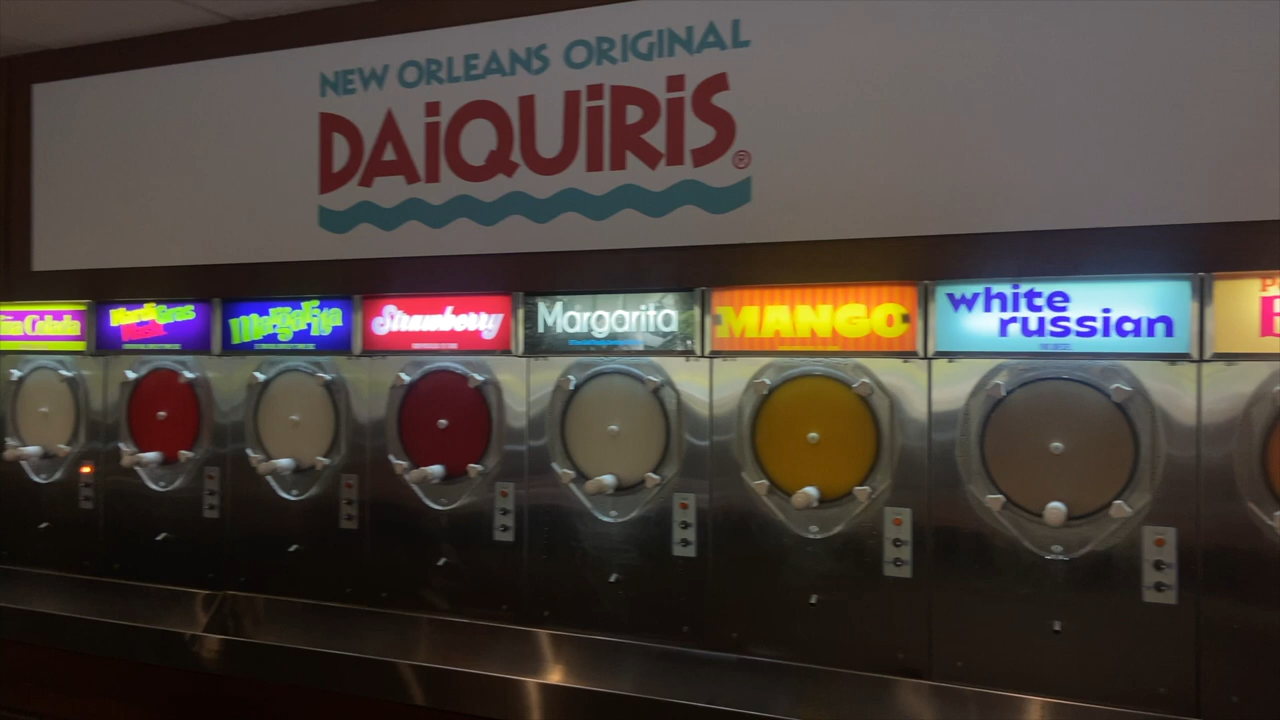 NEW ORLEANS ORIGINAL
DAiQUiRiS®
Colada
Mardi Gras
Margarita
Strawberry
Margarita
MANGO
white
russian